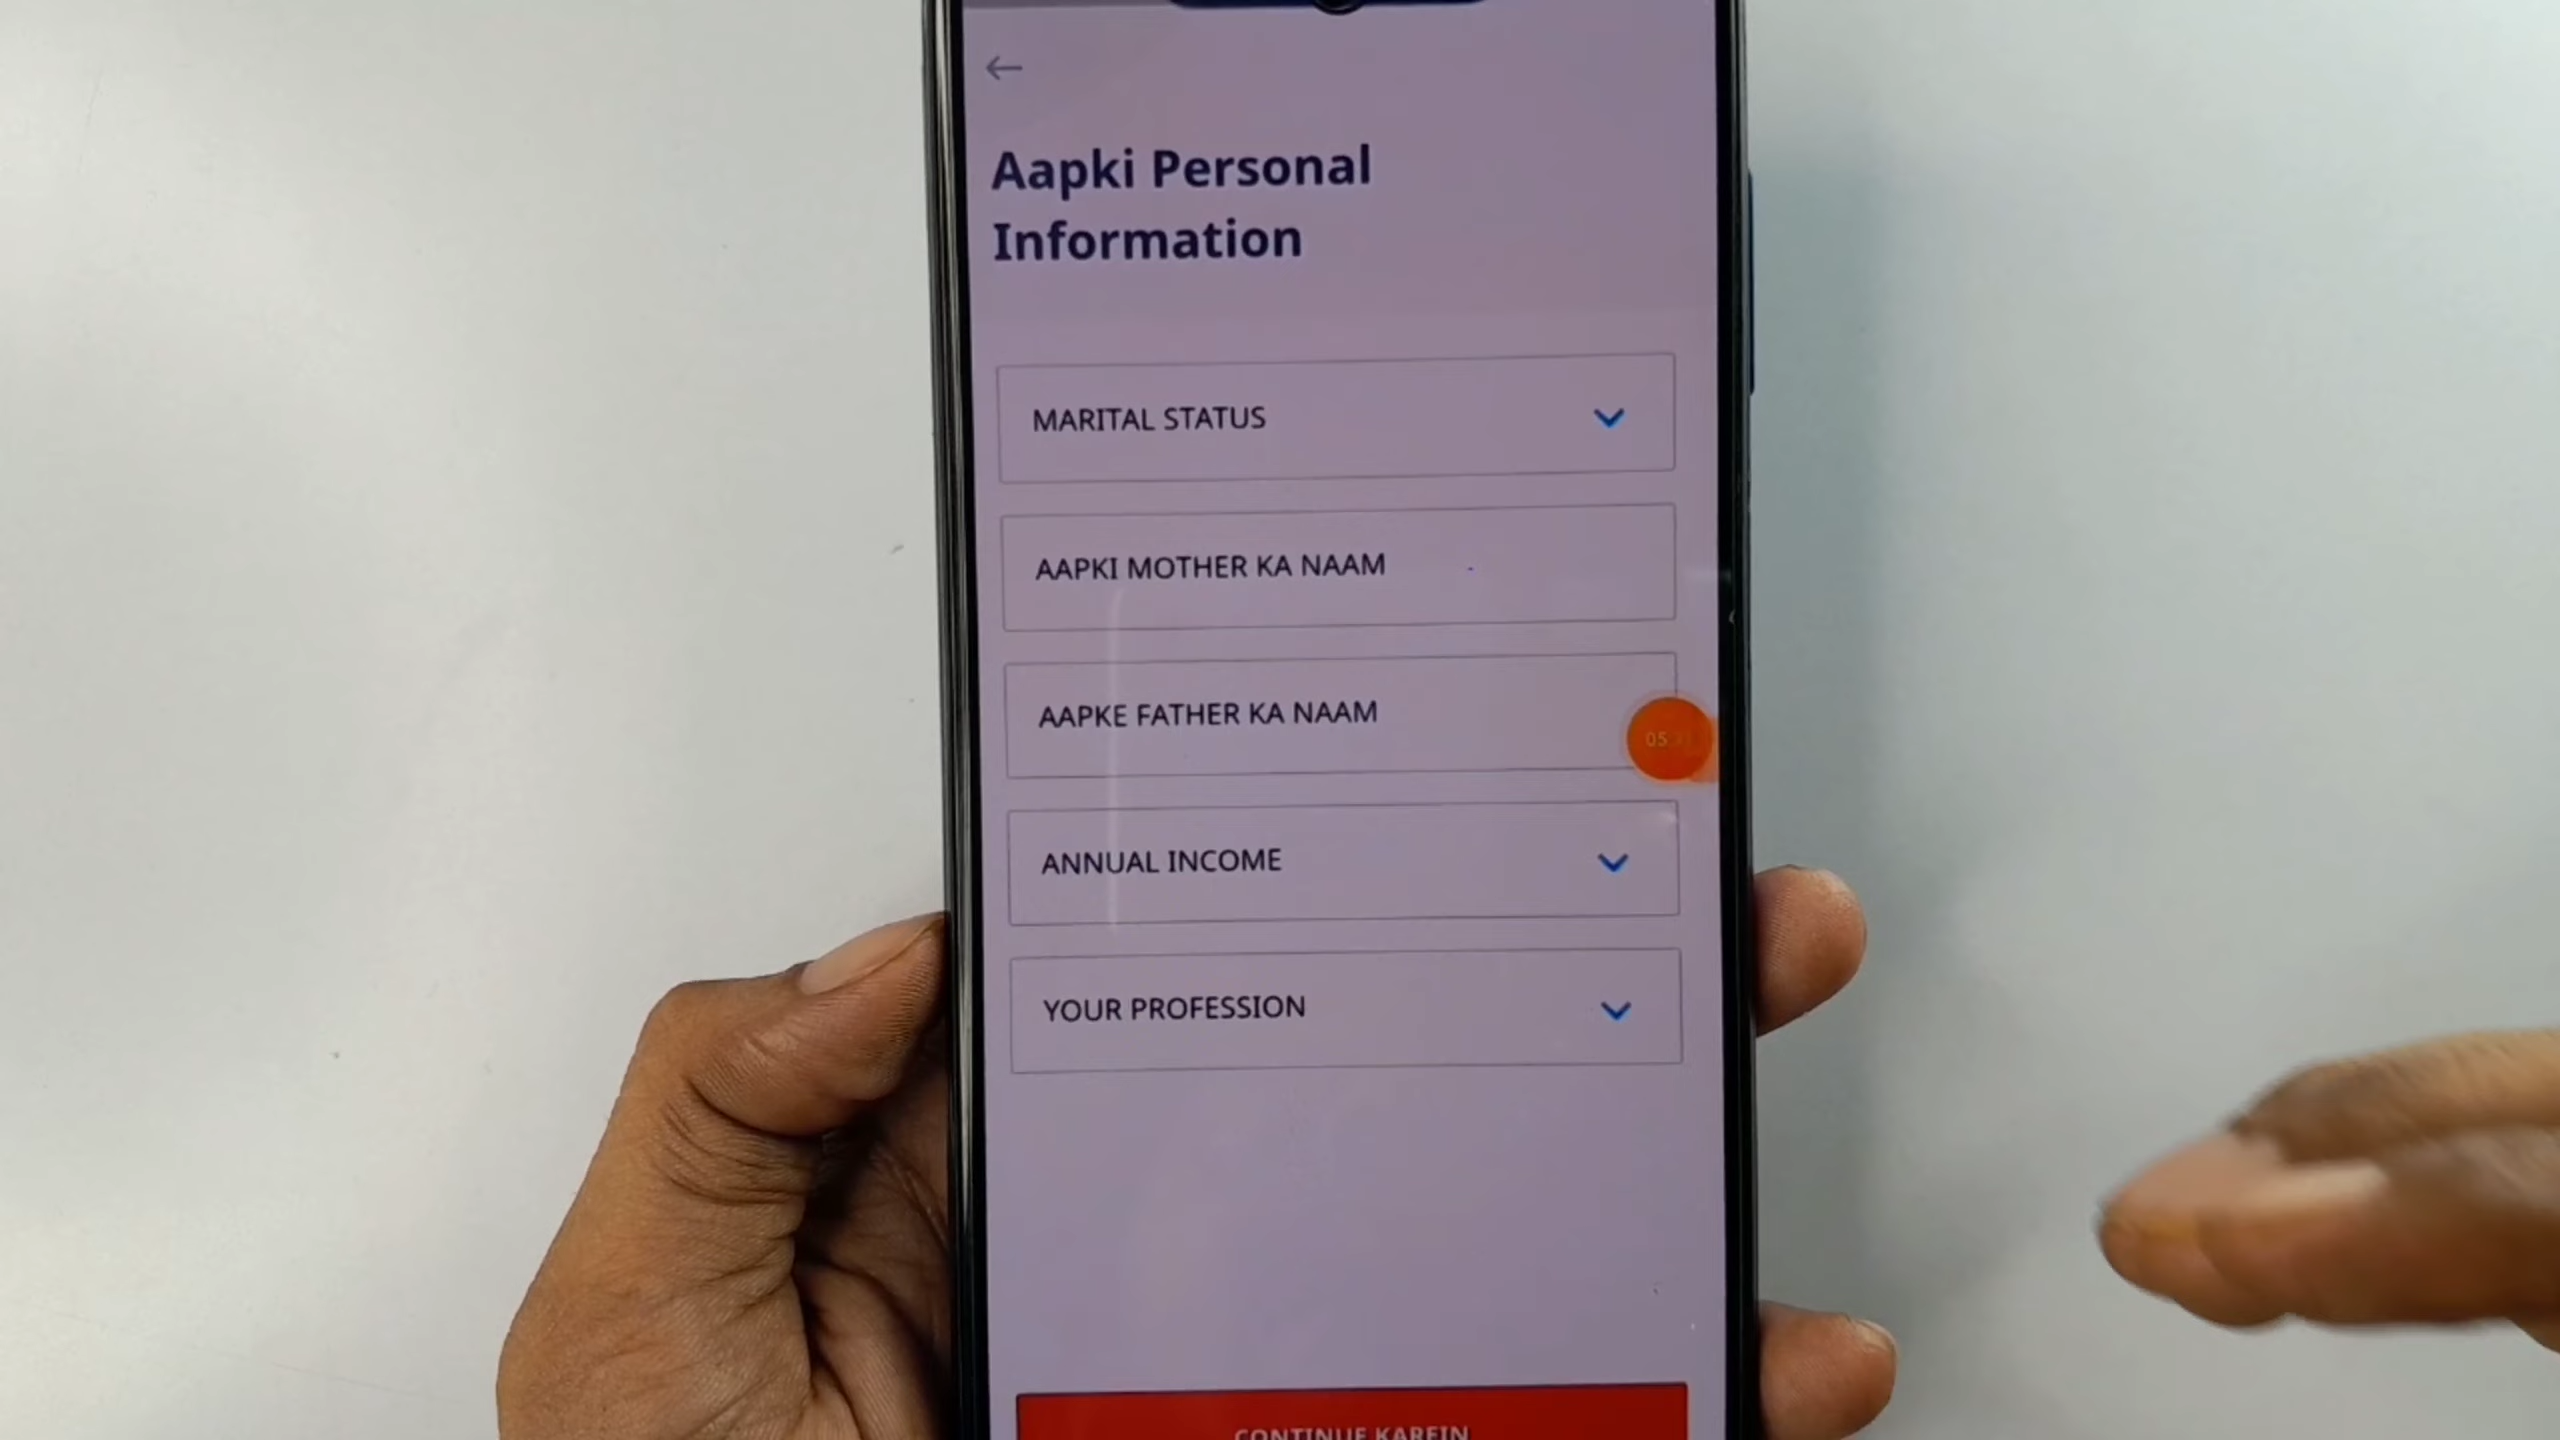 Aapki Personal
Information
MARITAL STATUS
AAPKI MOTHER KA NAAM
AAPKE FATHER KA NAAM
ANNUAL INCOME
YOUR PROFESSION
CONTINUE KAREIN